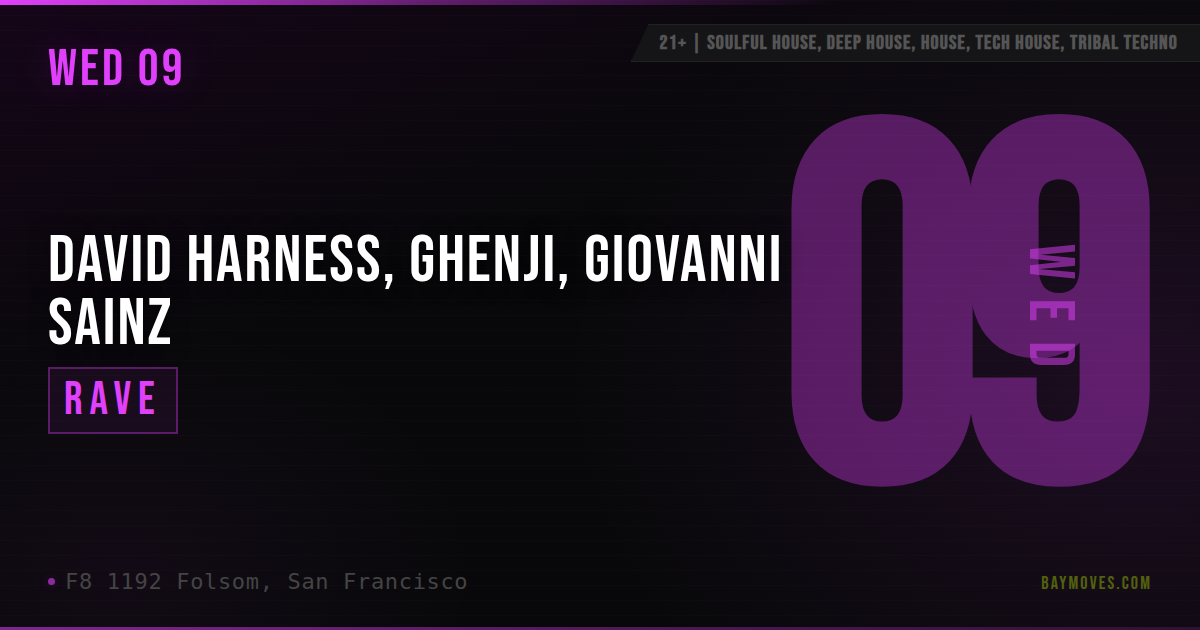 WED 09
21+ | SOULFUL HOUSE, DEEP HOUSE, HOUSE, TECH HOUSE, TRIBAL TECHNO
09
WED
DAVID HARNESS, GHENJI, GIOVANNI
SAINZ
RAVE
F8 1192 Folsom, San Francisco
BAYMOVES.COM